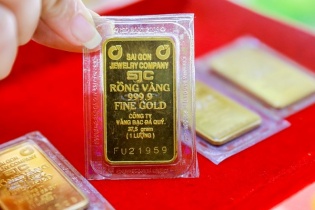 SAI GON
JEWELRY COMPANY
SJC
RỒNG VÀNG
999.9
FINE GOLD
CÔNG TY
VÀNG BẠC ĐÁ QUÝ.
37,5 gram
(1 LƯỢNG)
FU21959